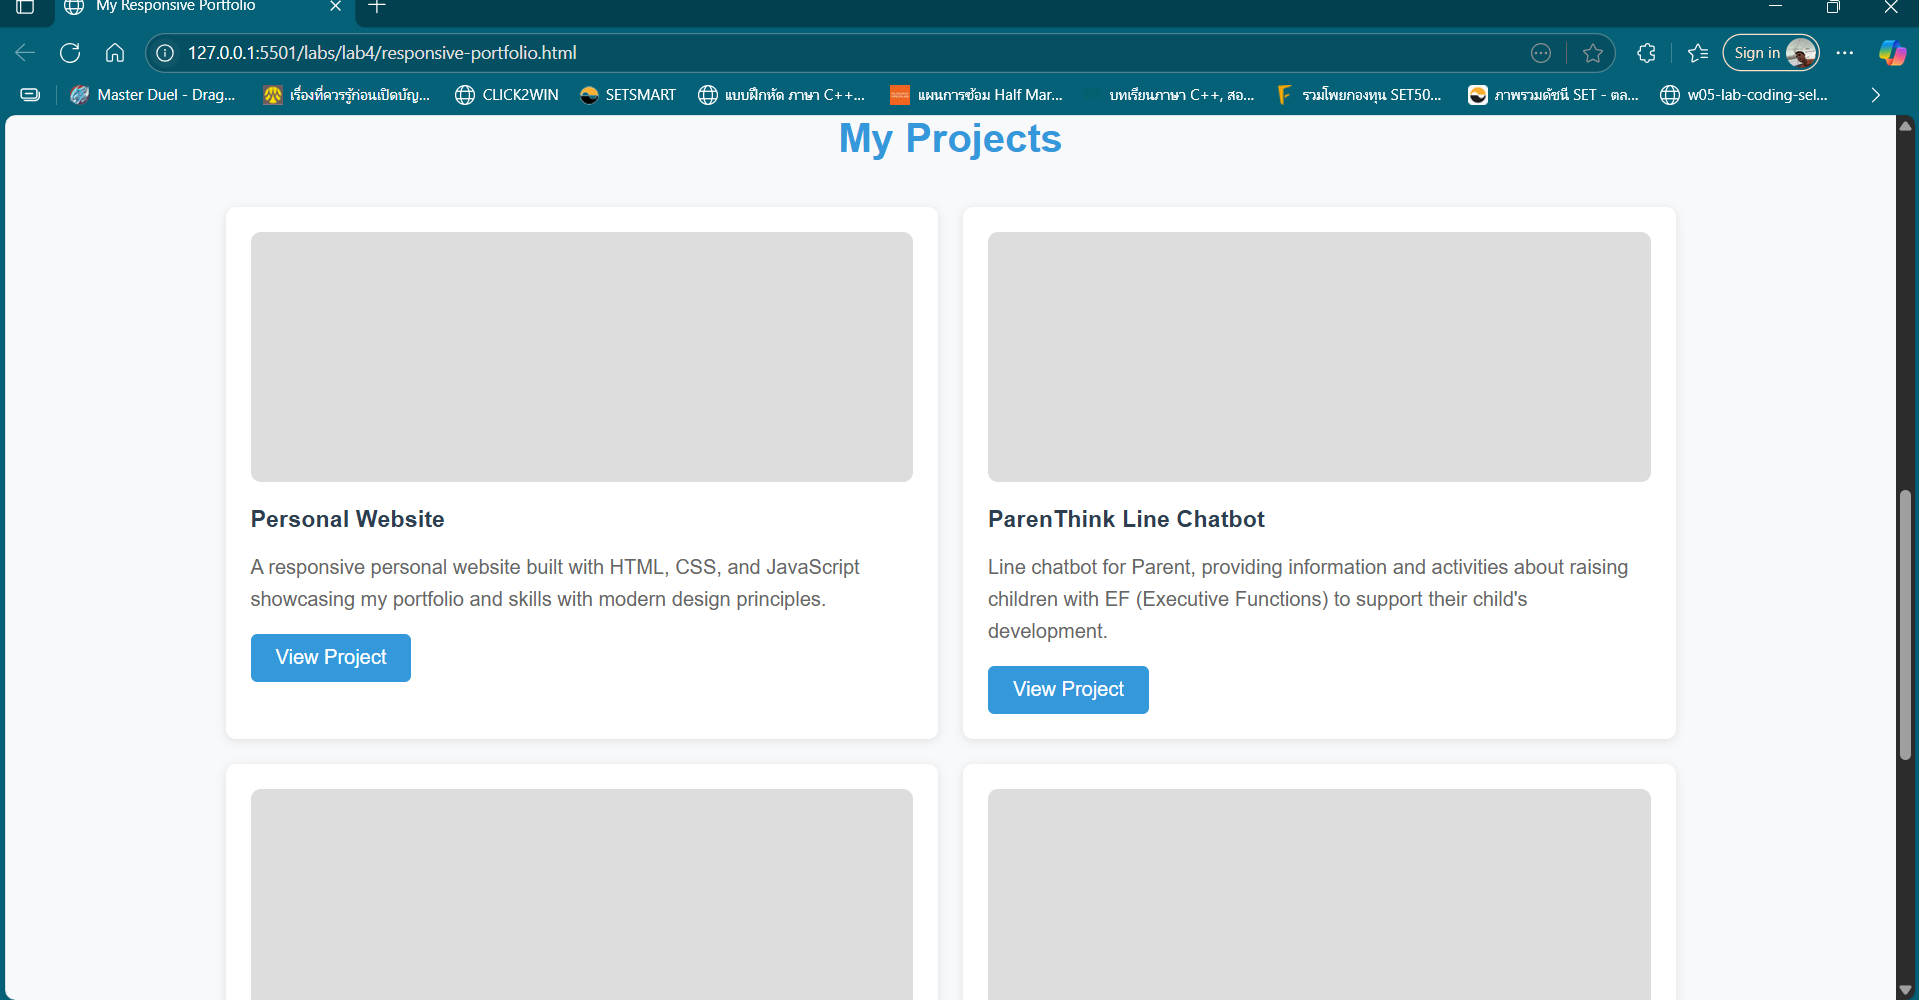 My Responsive Portfolio
127.0.0.1:5501/labs/lab4/responsive-portfolio.html
Sign in
Master Duel - Drag...
เรื่องที่ควรรู้ก่อนเปิดบัญ...
CLICK2WIN
SETSMART
แบบฝึกหัด ภาษา C++...
แผนการซ้อม Half Mar...
บทเรียนภาษา C++, สอ...
รวมโพยกองทุน SET50...
ภาพรวมดัชนี SET - ตล...
w05-lab-coding-sel...
My Projects
Personal Website
A responsive personal website built with HTML, CSS, and JavaScript
showcasing my portfolio and skills with modern design principles.
View Project
ParenThink Line Chatbot
Line chatbot for Parent, providing information and activities about raising
children with EF (Executive Functions) to support their child's
development.
View Project